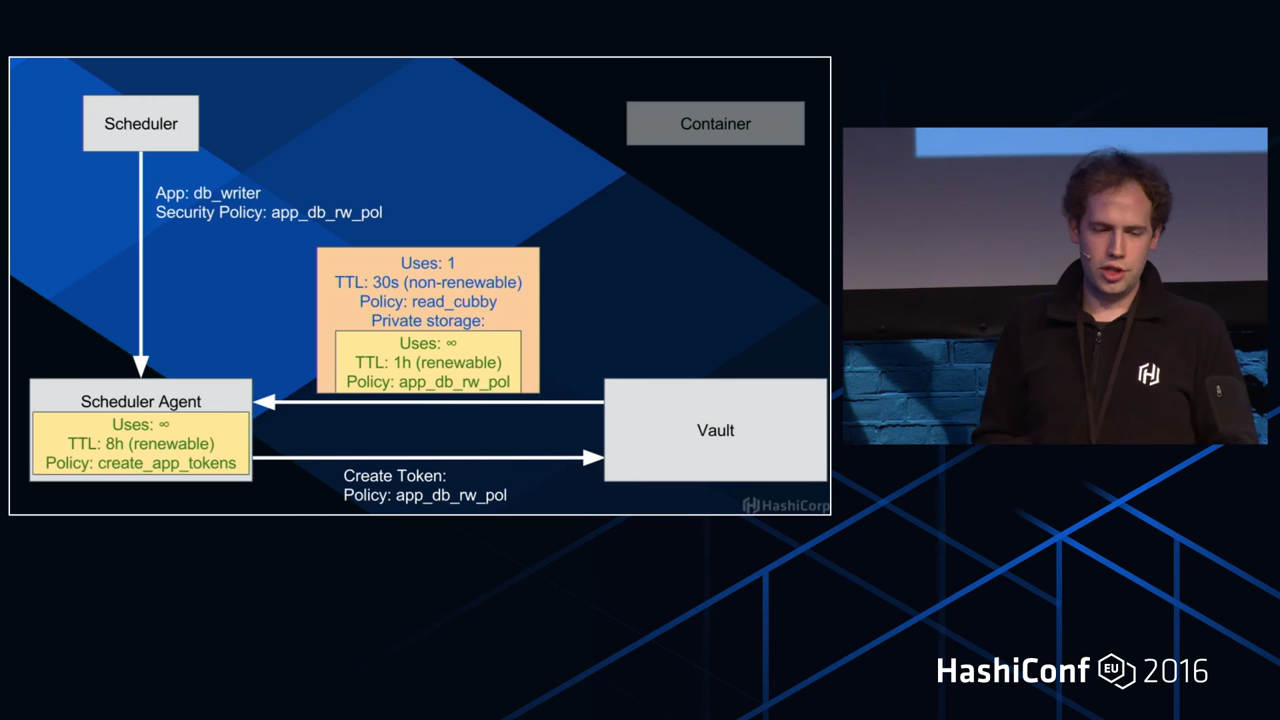 Scheduler
Container
App: db_writer
Security Policy: app_db_rw_pol
Uses: 1
TTL: 30s (non-renewable)
Policy: read_cubby
Private storage:
Uses: ∞
TTL: 1h (renewable)
Policy: app_db_rw_pol
Scheduler Agent
Uses: ∞
TTL: 8h (renewable)
Policy: create_app_tokens
Vault
Create Token:
Policy: app_db_rw_pol
HashiCorp
HashiConf EU 2016